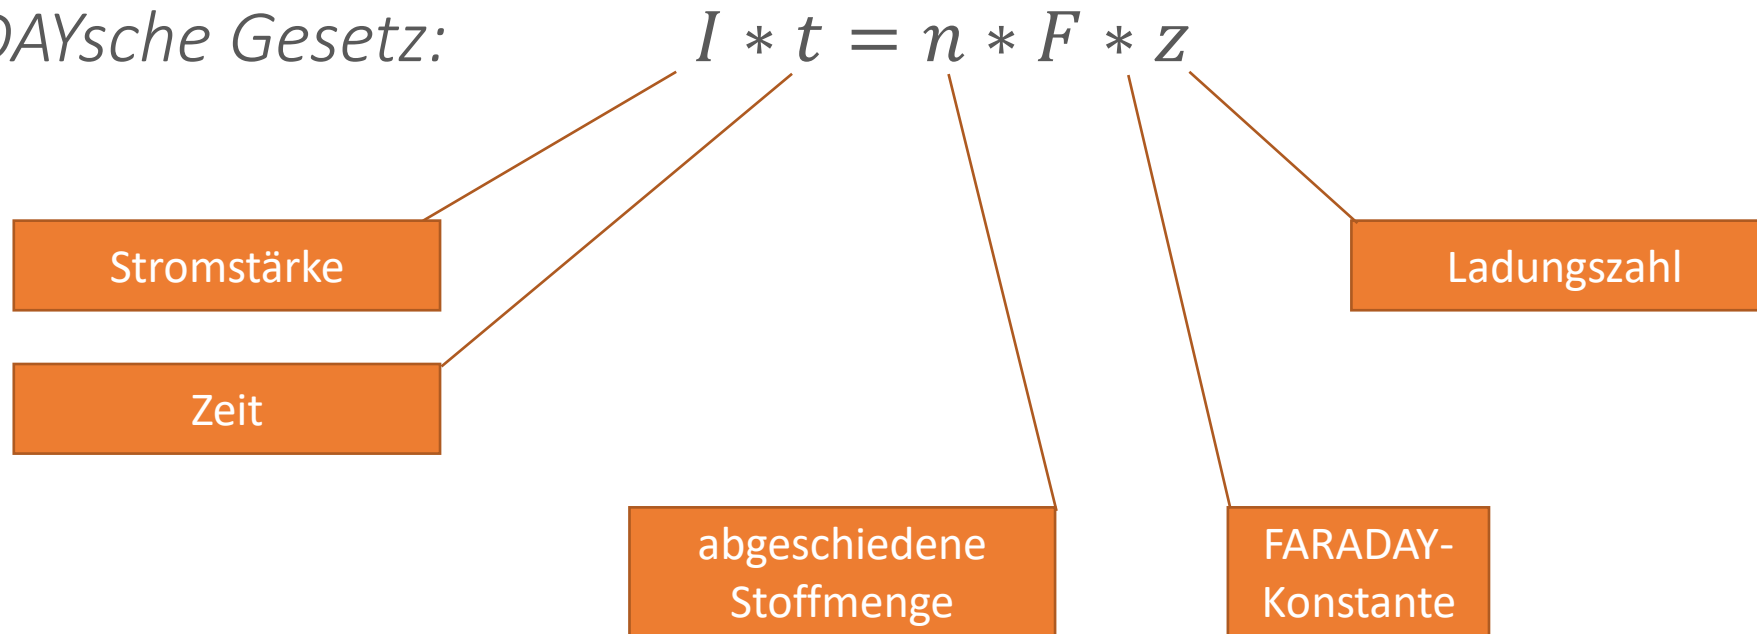 DAYsche Gesetz: I * t = n * F * z
Stromstärke
Ladungszahl
Zeit
abgeschiedene
Stoffmenge
FARADAY-
Konstante